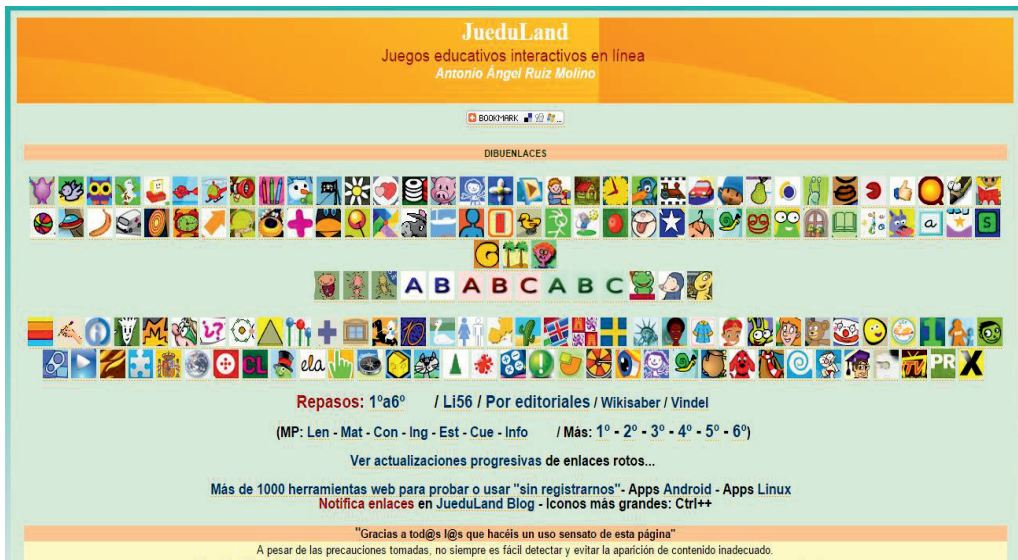 JueduLand
Juegos educativos interactivos en línea
Antonio Ángel Ruiz Molino
BOOKMARK
DIBUENLACES
a S
G
A B A B C A B C
M 10 1
CL ela TV PR X
Repasos: 1ºa6º / Li56 / Por editoriales / Wikisaber / Vindel
(MP: Len - Mat - Con - Ing - Est - Cue - Info / Más: 1º - 2º - 3º - 4º - 5º - 6º)
Ver actualizaciones progresivas de enlaces rotos...
Más de 1000 herramientas web para probar o usar "sin registrarnos"- Apps Android - Apps Linux
Notifica enlaces en JueduLand Blog - Iconos más grandes: Ctrl++
"Gracias a tod@s l@s que hacéis un uso sensato de esta página"
A pesar de las precauciones tomadas, no siempre es fácil detectar y evitar la aparición de contenido inadecuado.